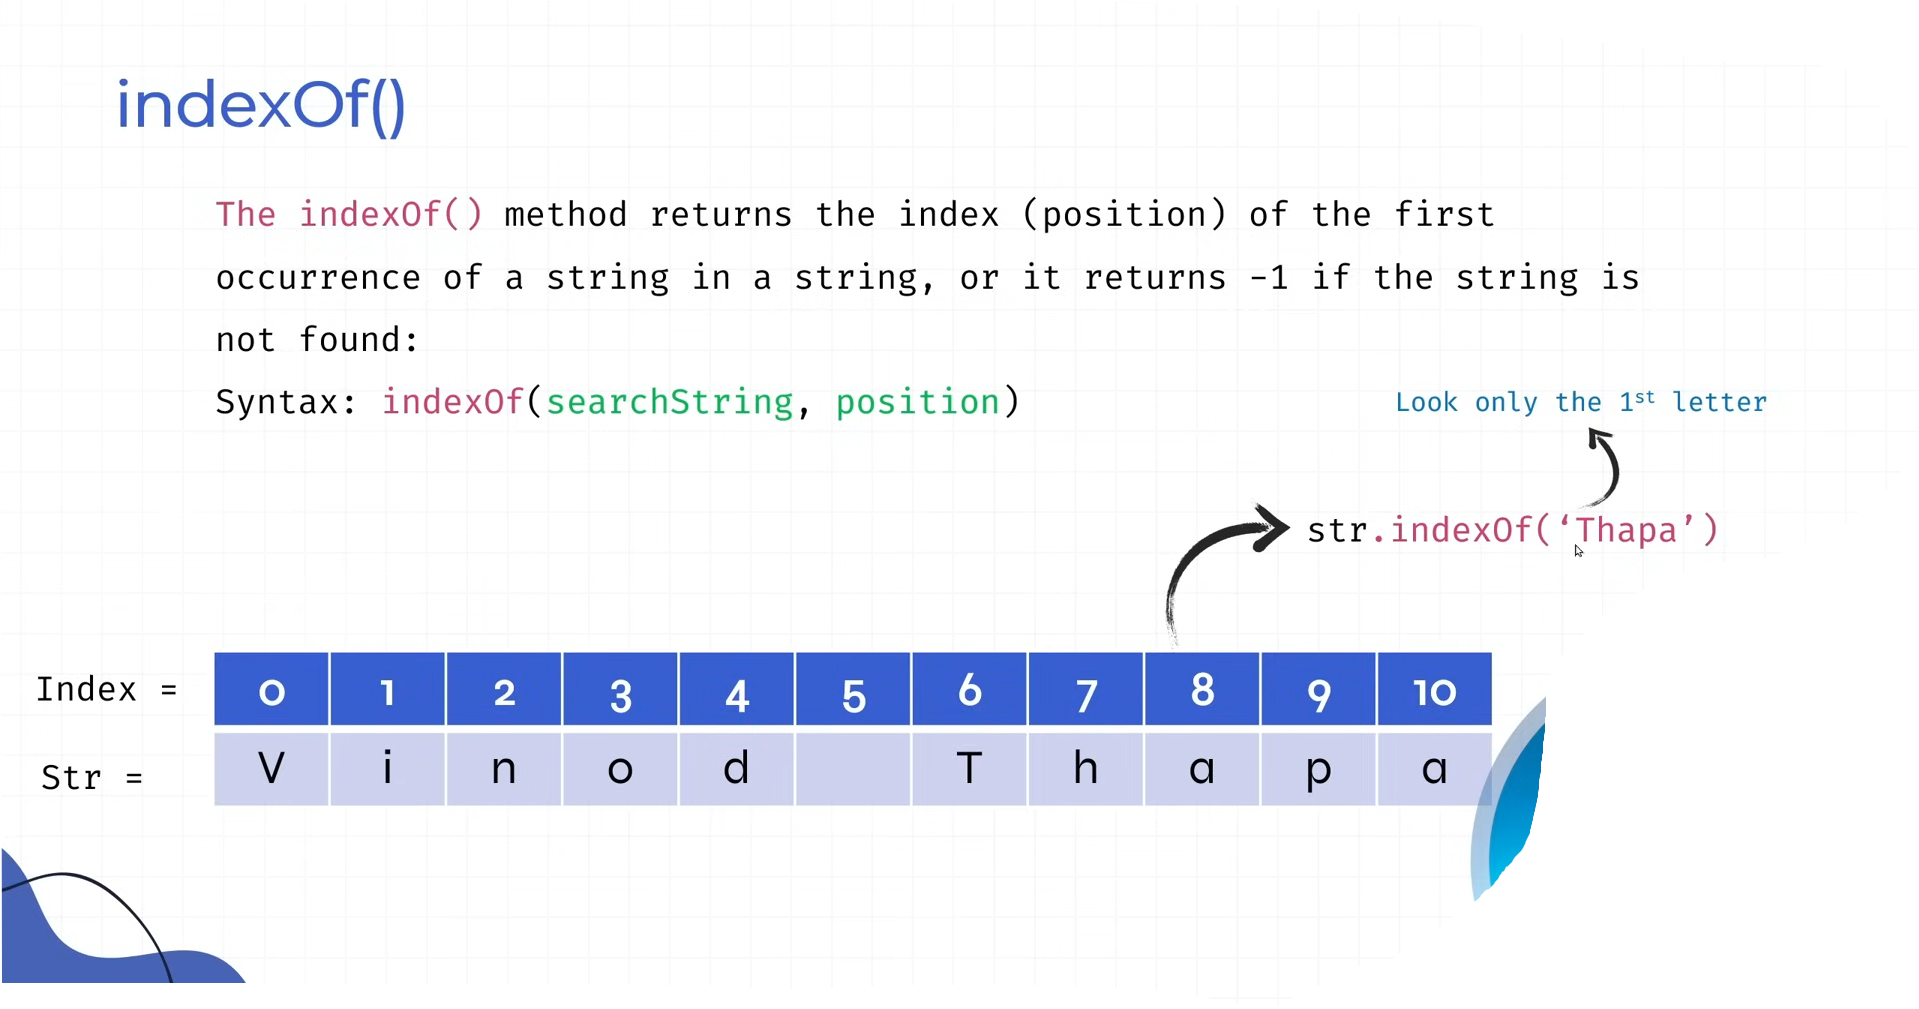 indexOf()
The indexOf() method returns the index (position) of the first
occurrence of a string in a string, or it returns -1 if the string is
not found:
Syntax: indexOf(searchString, position)
Look only the 1st letter
str.indexOf(‘Thapa’)
Index = 0 1 2 3 4 5 6 7 8 9 10
Str = V i n o d T h a p a